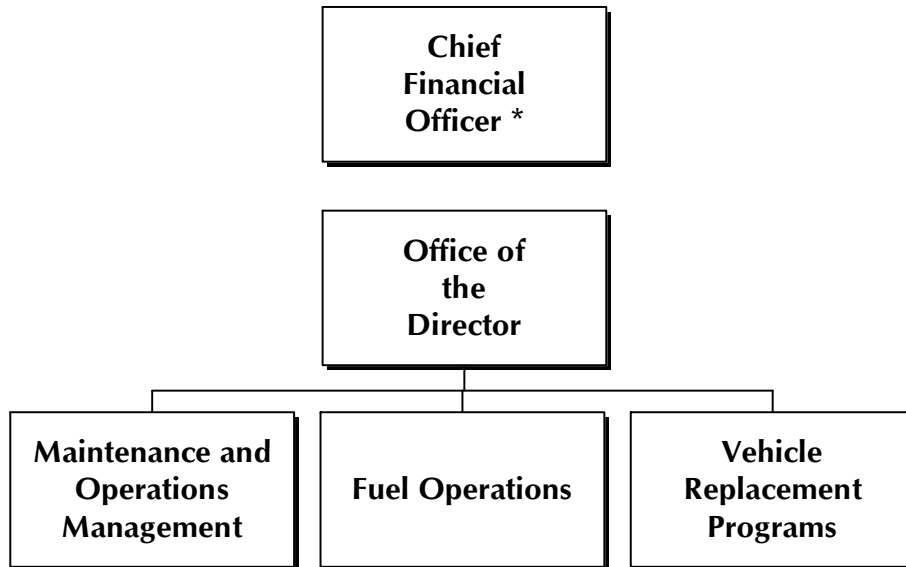 Chief
Financial
Officer *
Office of
the
Director
Maintenance and
Operations
Management
Fuel Operations
Vehicle
Replacement
Programs